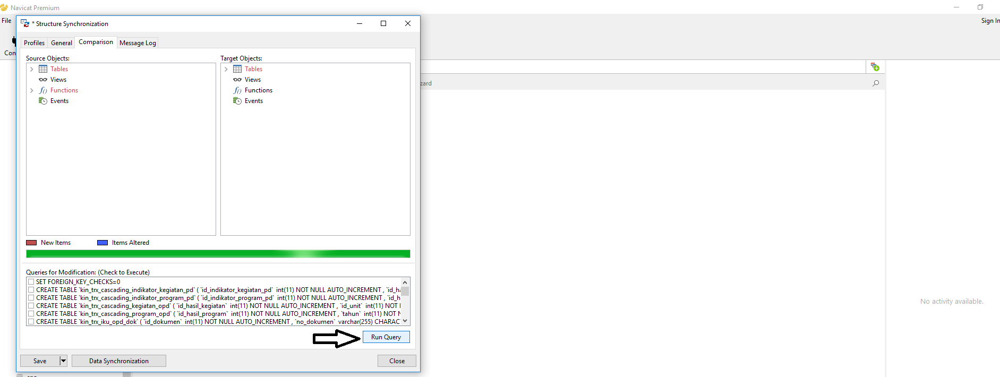 Navicat Premium
File
Sign In
* Structure Synchronization
Profiles General Comparison Message Log
Con
Source Objects:
Target Objects:
Tables
Views
Functions
Events
Tables
Views
Functions
Events
zard
New Items
Items Altered
Queries for Modification: (Check to Execute)
SET FOREIGN_KEY_CHECKS=0
CREATE TABLE `kin_trx_cascading_indikator_kegiatan_pd` ( `id_indikator_kegiatan_pd` int(11) NOT NULL AUTO_INCREMENT , `id_ha
CREATE TABLE `kin_trx_cascading_indikator_program_pd` ( `id_indikator_program_pd` int(11) NOT NULL AUTO_INCREMENT , `id_h
CREATE TABLE `kin_trx_cascading_kegiatan_opd` ( `id_hasil_kegiatan` int(11) NOT NULL AUTO_INCREMENT , `id_unit` int(11) NOT
CREATE TABLE `kin_trx_cascading_program_opd` ( `id_hasil_program` int(11) NOT NULL AUTO_INCREMENT , `tahun` int(11) NOT N
CREATE TABLE `kin_trx_iku_opd_dok` ( `id_dokumen` int(11) NOT NULL AUTO_INCREMENT , `no_dokumen` varchar(255) CHARAC
Run Query
Save
Data Synchronization
Close
No activity available.